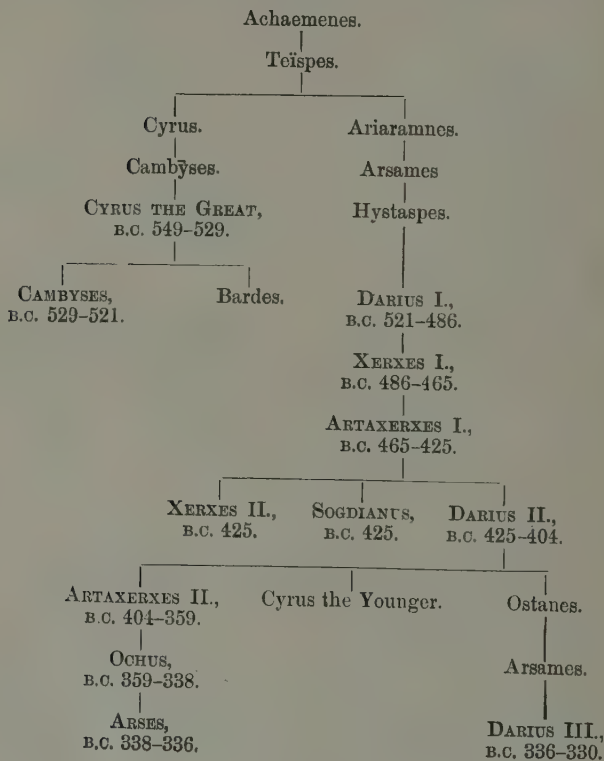 Achaemenes.
Teïspes.
Cyrus. Ariaramnes.
Cambȳses. Arsames
CYRUS THE GREAT, Hystaspes.
B.C. 549–529.
CAMBYSES, Bardes. DARIUS I.,
B.C. 529–521. B.C. 521–486.
XERXES I.,
B.C. 486–465.
ARTAXERXES I.,
B.C. 465–425.
XERXES II., SOGDIANUS, DARIUS II.,
B.C. 425. B.C. 425. B.C. 425–404.
ARTAXERXES II., Cyrus the Younger. Ostanes.
B.C. 404–359.
OCHUS, Arsames.
B.C. 359–338.
ARSES, DARIUS III.,
B.C. 338–336. B.C. 336–330.